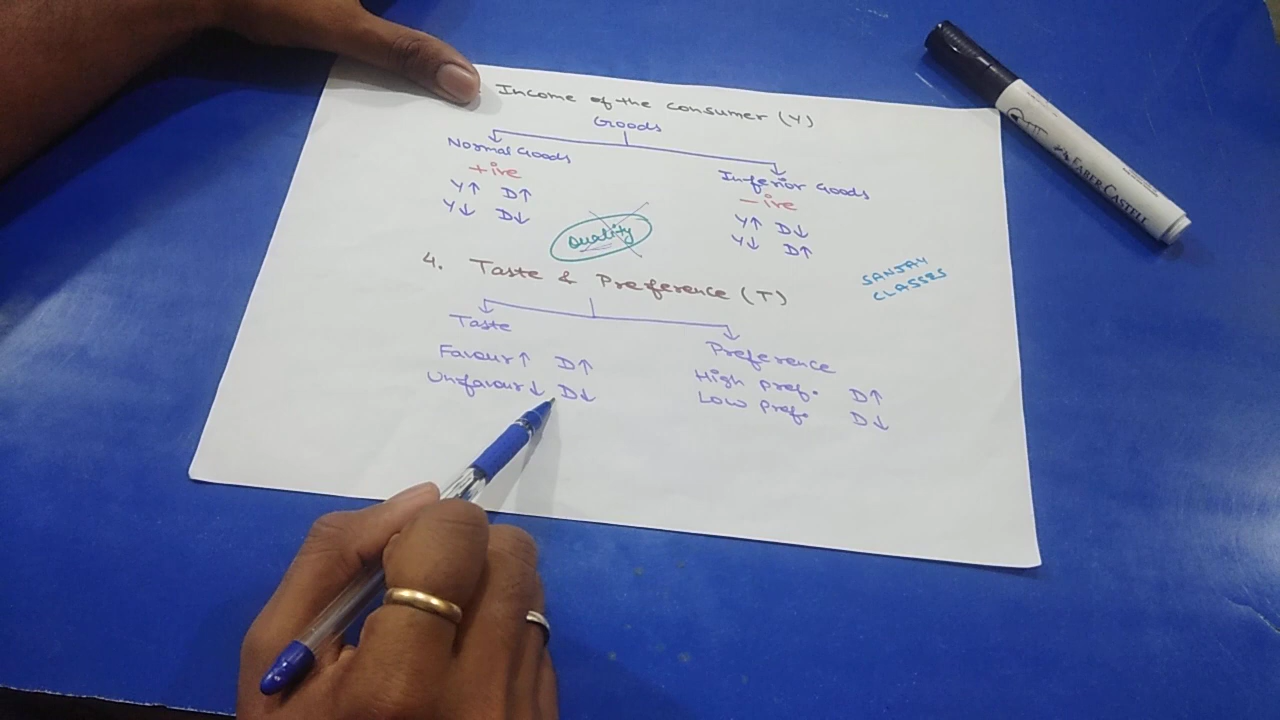 Income of the Consumer (Y)
Goods
Normal Goods
+ive
Y↑ D↑
Y↓ D↓
Inferior Goods
-ive
Y↑ D↓
Y↓ D↑
Quality
4. Taste & Preference (T)
SANJAY
CLASSES
Taste
Favour↑ D↑
Unfavour↓ D↓
Preference
High pref. D↑
Low pref. D↓
FABER-CASTELL